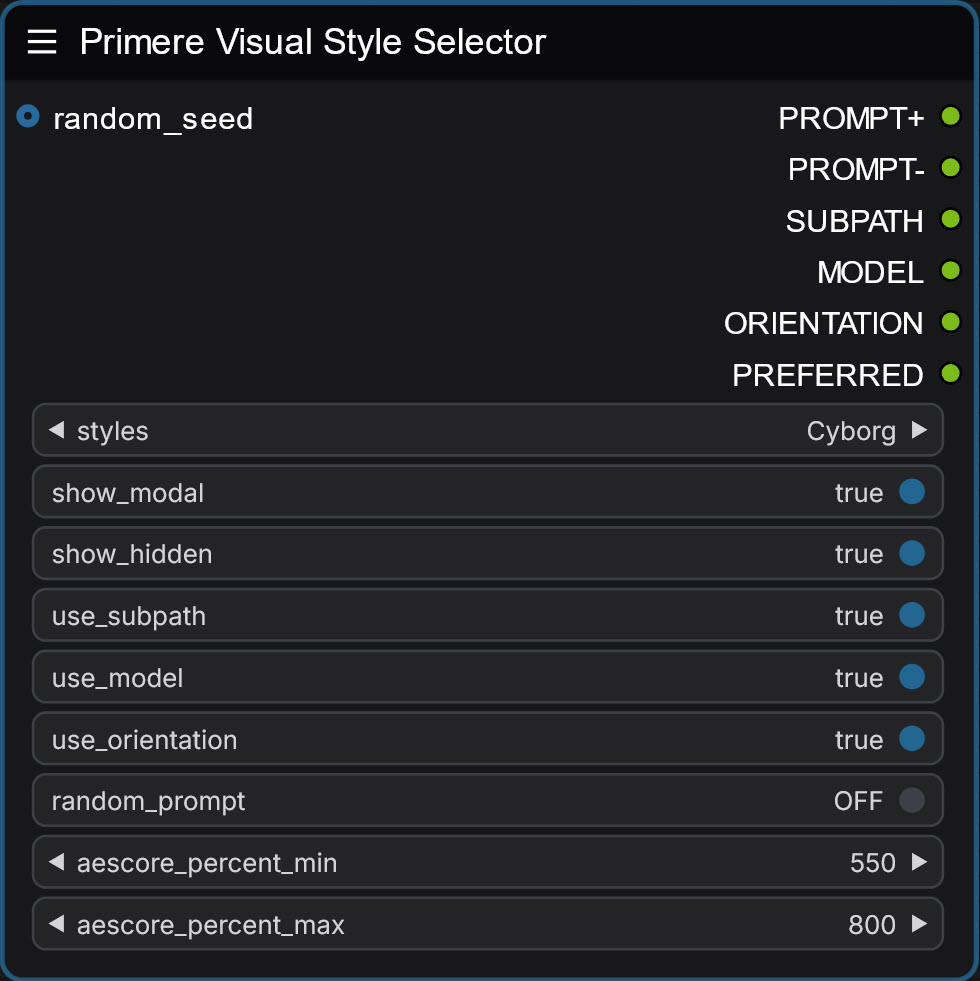 Primere Visual Style Selector
random_seed PROMPT+
PROMPT-
SUBPATH
MODEL
ORIENTATION
PREFERRED
styles Cyborg
show_modal true
show_hidden true
use_subpath true
use_model true
use_orientation true
random_prompt OFF
aescore_percent_min 550
aescore_percent_max 800